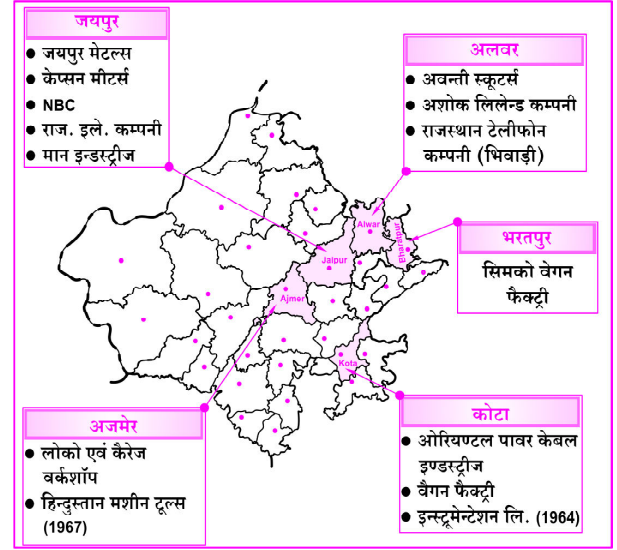 जयपुर
जयपुर मेटल्स
केप्सन मीटर्स
NBC
राज. इले. कम्पनी
मान इन्डस्ट्रीज
अलवर
अवन्ती स्कूटर्स
अशोक लिलेन्ड कम्पनी
राजस्थान टेलीफोन
कम्पनी (भिवाड़ी)
भरतपुर
सिमको वेगन
फैक्ट्री
Alwar
Bharatpur
Jaipur
Ajmer
Kota
अजमेर
लोको एवं कैरेज
वर्कशॉप
हिन्दुस्तान मशीन टूल्स
(1967)
कोटा
ओरियण्टल पावर केबल
इण्डस्ट्रीज
वैगन फैक्ट्री
इन्स्ट्रूमेन्टेशन लि. (1964)